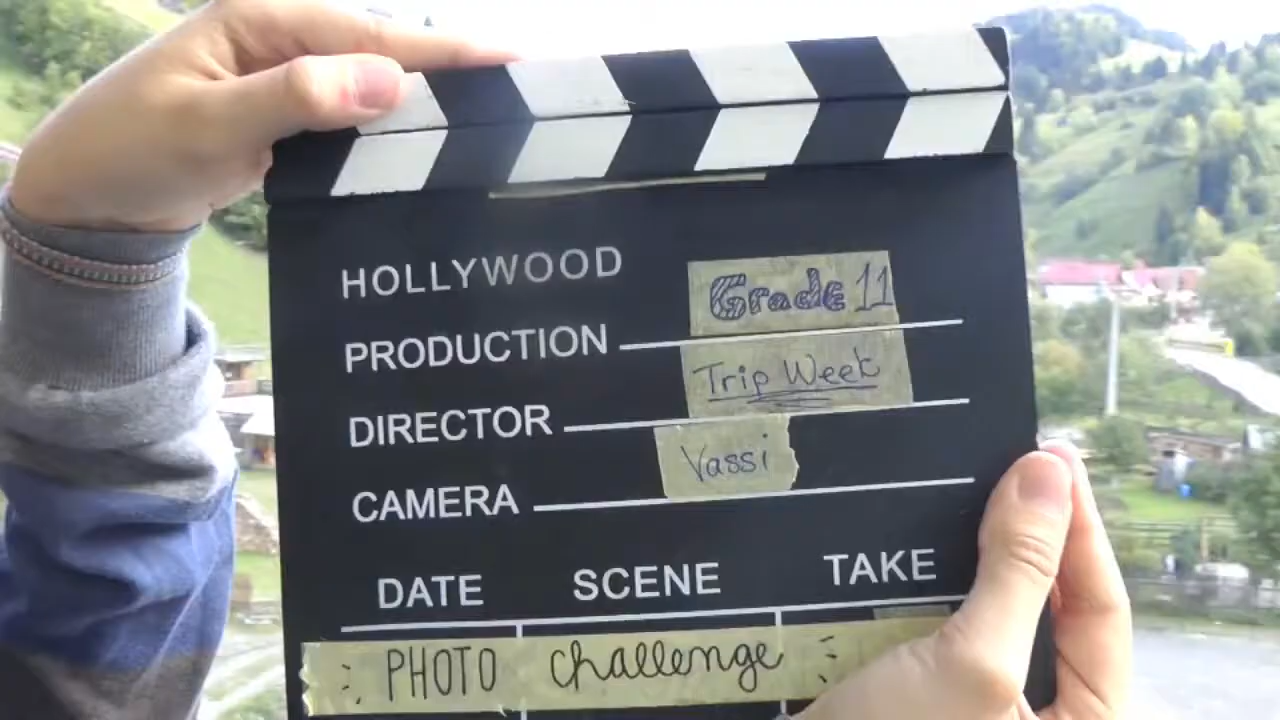 HOLLYWOOD
Grade 11
PRODUCTION
Trip Week
DIRECTOR
Vassi
CAMERA
DATE SCENE TAKE
PHOTO challenge